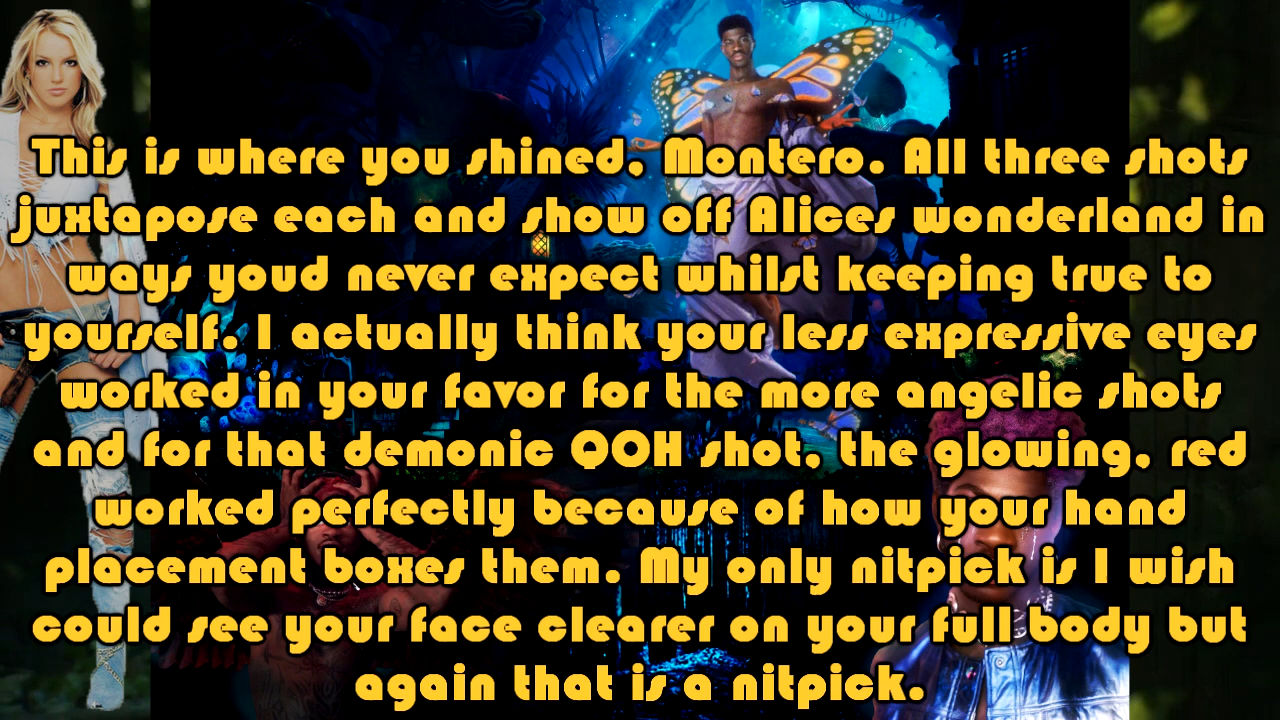 This is where you shined, Montero. All three shots
juxtapose each and show off Alices wonderland in
ways youd never expect whilst keeping true to
yourself. I actually think your less expressive eyes
worked in your favor for the more angelic shots
and for that demonic QOH shot, the glowing, red
worked perfectly because of how your hand
placement boxes them. My only nitpick is I wish
could see your face clearer on your full body but
again that is a nitpick.